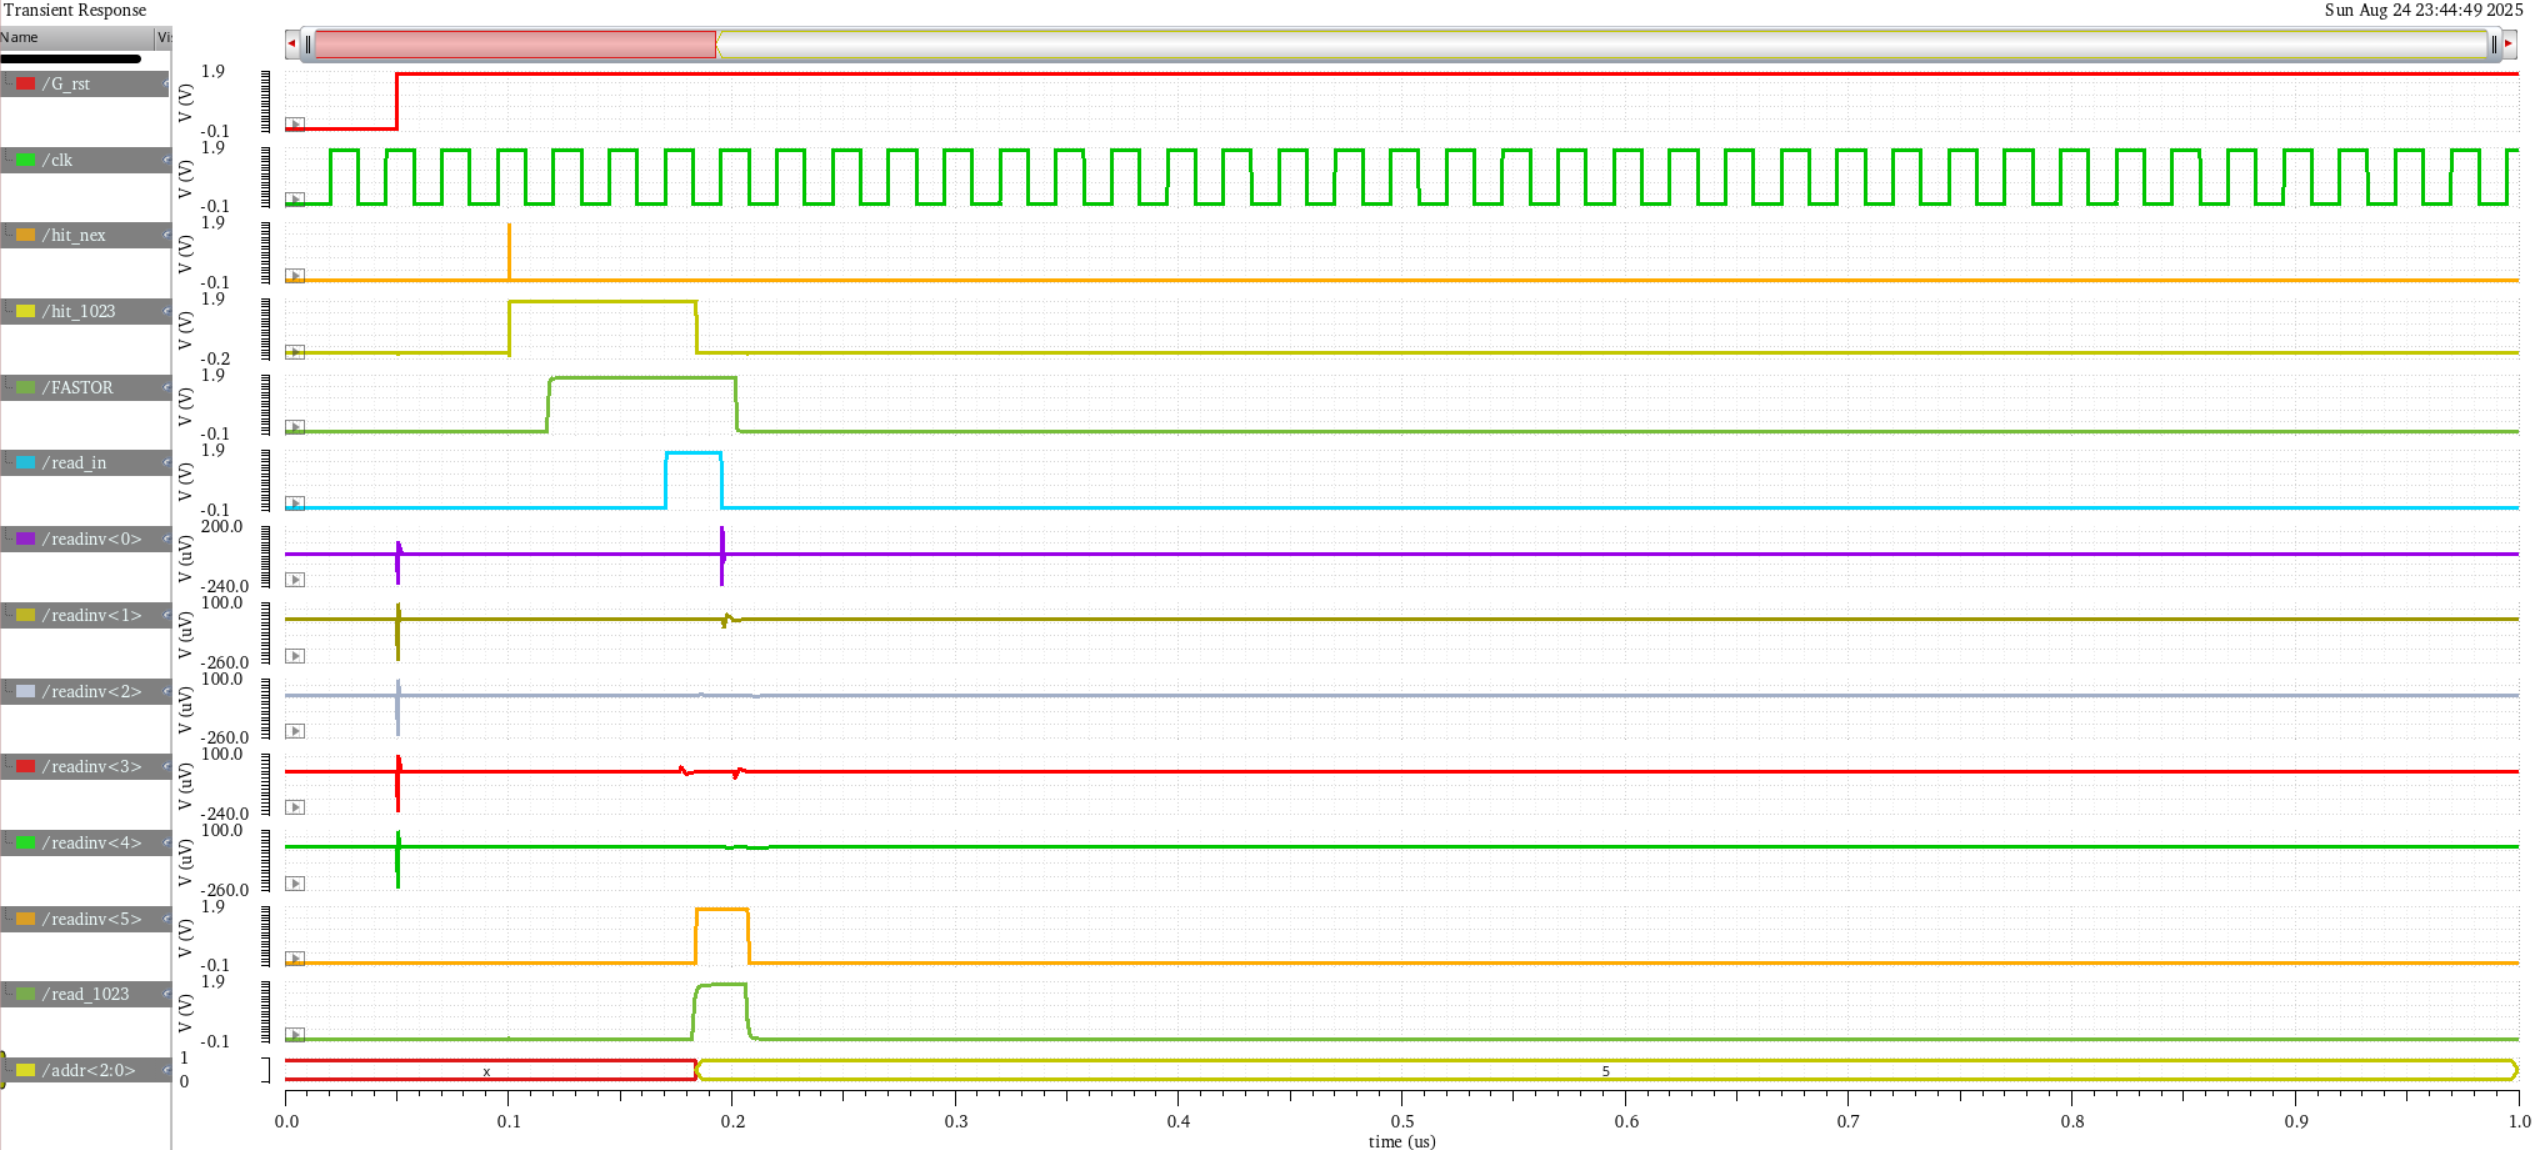 Transient Response
Sun Aug 24 23:44:49 2025
Name Vi
/G_rst 1.9 V (V) -0.1
/clk 1.9 V (V) -0.1
/hit_nex 1.9 V (V) -0.1
/hit_1023 1.9 V (V) -0.2
/FASTOR 1.9 V (V) -0.1
/read_in 1.9 V (V) -0.1
/readinv<0> 200.0 V (uV) -240.0
/readinv<1> 100.0 V (uV) -260.0
/readinv<2> 100.0 V (uV) -260.0
/readinv<3> 100.0 V (uV) -240.0
/readinv<4> 100.0 V (uV) -260.0
/readinv<5> 1.9 V (V) -0.1
/read_1023 1.9 V (V) -0.1
/addr<2:0> 1 0 x 5
0.0 0.1 0.2 0.3 0.4 0.5 0.6 0.7 0.8 0.9 1.0
time (us)